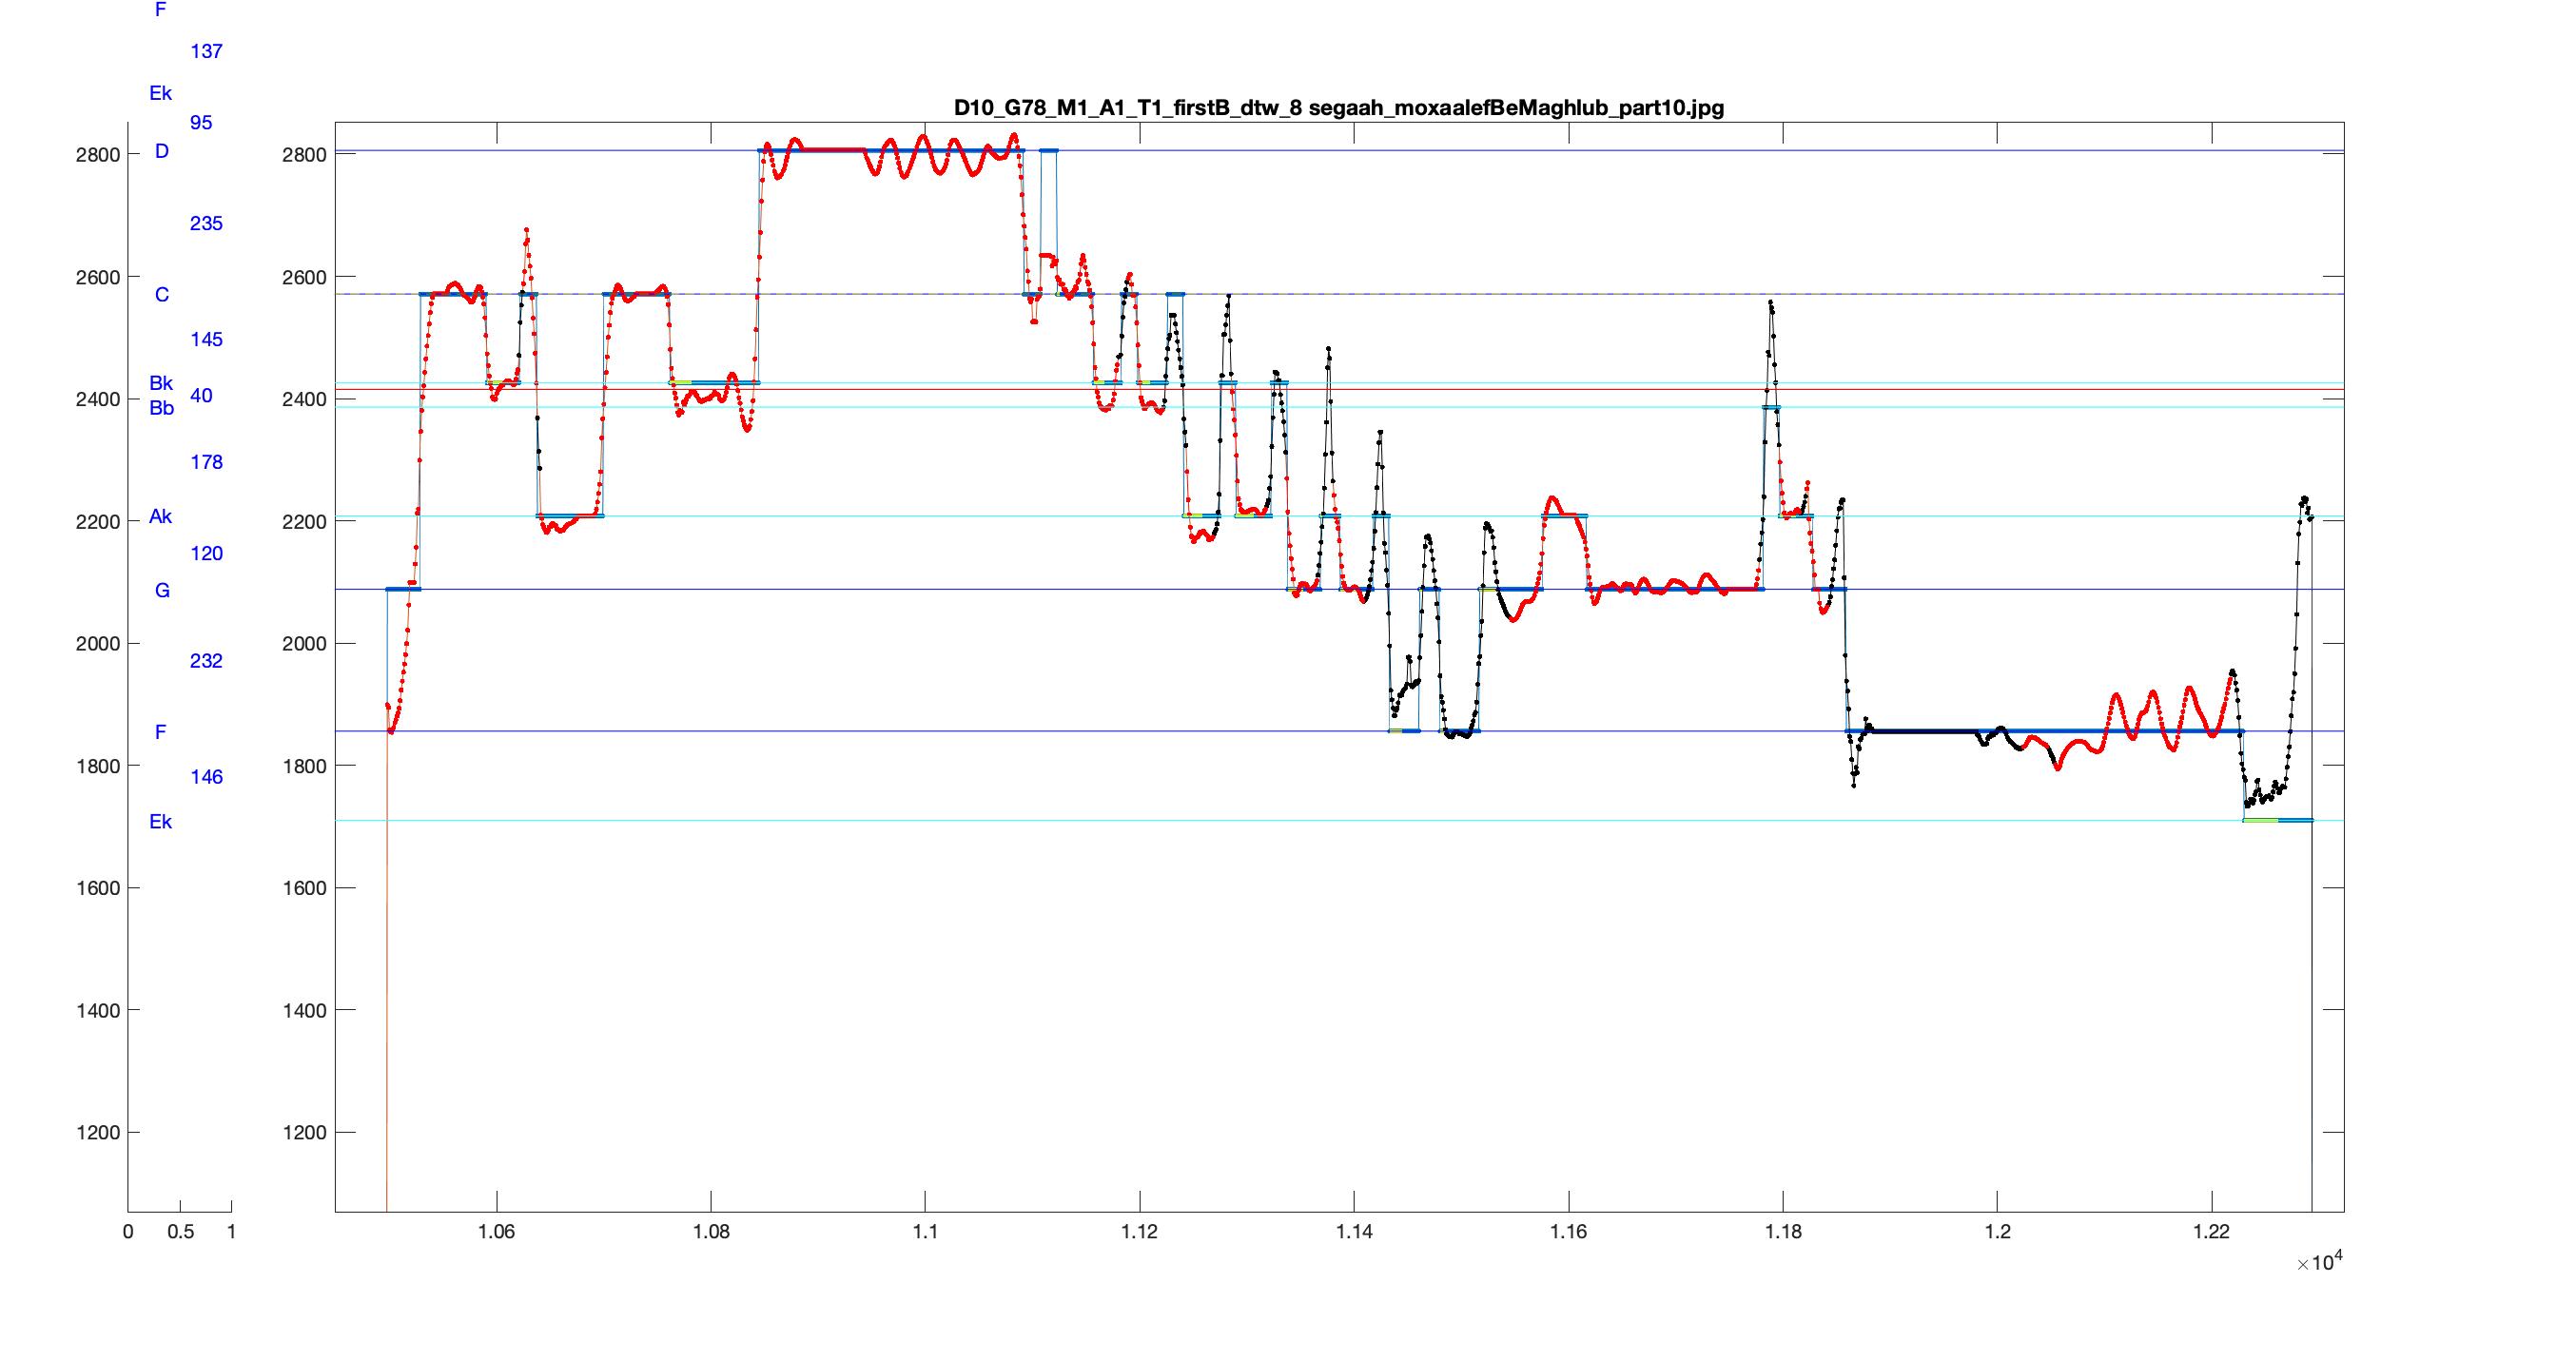 F
137
Ek
D10_G78_M1_A1_T1_firstB_dtw_8 segaah_moxaalefBeMaghlub_part10.jpg
95
2800 D 2800
235
2600 2600
C
145
Bk
2400 40 2400
Bb
178
Ak
2200 2200
120
G
2000 2000
232
F
1800 1800
146
Ek
1600 1600
1400 1400
1200 1200
0 0.5 1 1.06 1.08 1.1 1.12 1.14 1.16 1.18 1.2 1.22
×10^4